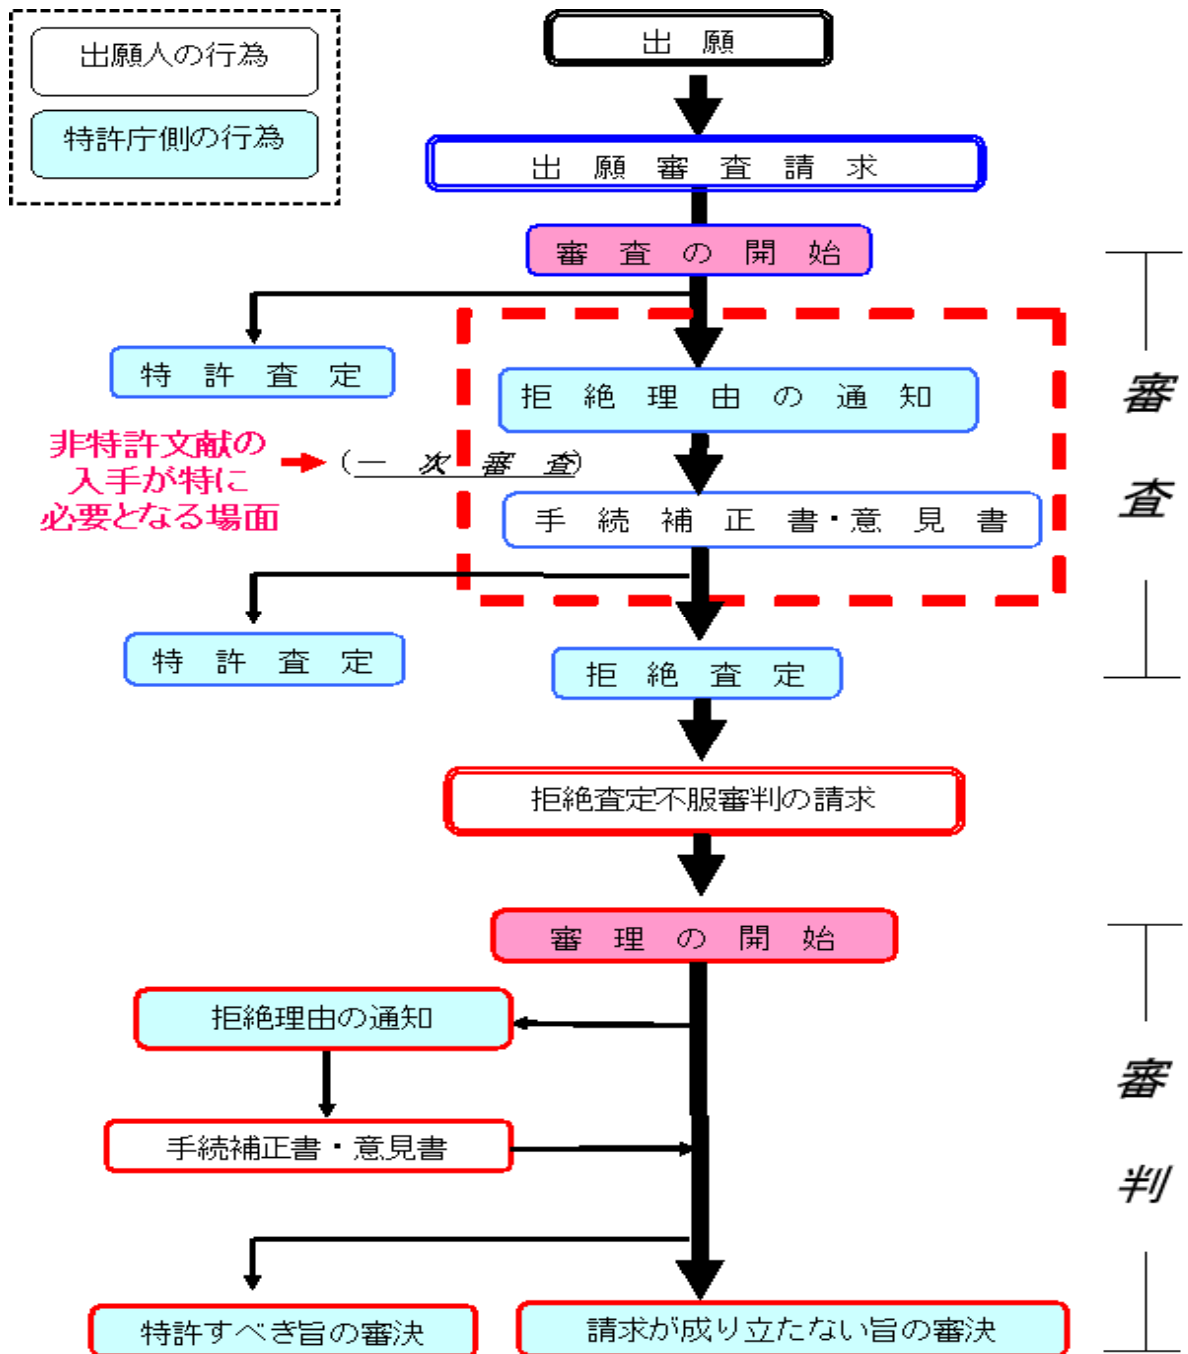 出願人の行為
特許庁側の行為
出願
出願審査請求
審査の開始
特許査定
拒絶理由の通知
非特許文献の
入手が特に
必要となる場面
(一次審査)
手続補正書・意見書
特許査定
拒絶査定
審査
拒絶査定不服審判の請求
審理の開始
拒絶理由の通知
手続補正書・意見書
特許すべき旨の審決
請求が成り立たない旨の審決
審判